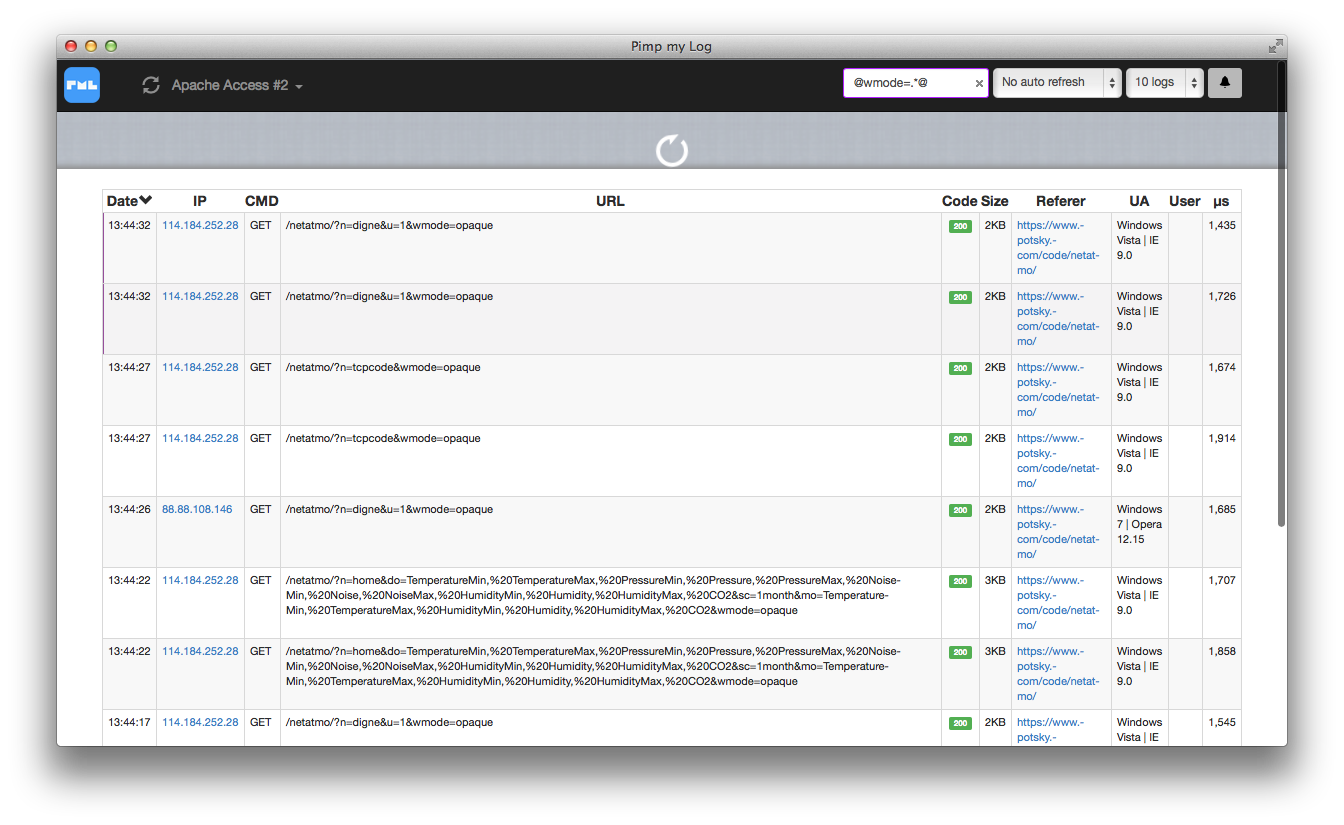 Pimp my Log
PML
Apache Access #2
@wmode=.*@ ×
No auto refresh
10 logs
Date IP CMD URL Code Size Referer UA User µs
13:44:32 114.184.252.28 GET /netatmo/?n=digne&u=1&wmode=opaque 200 2KB https://www.- Windows 1,435
potsky.- Vista | IE
com/code/netat- 9.0
mo/
13:44:32 114.184.252.28 GET /netatmo/?n=digne&u=1&wmode=opaque 200 2KB https://www.- Windows 1,726
potsky.- Vista | IE
com/code/netat- 9.0
mo/
13:44:27 114.184.252.28 GET /netatmo/?n=tcpcode&wmode=opaque 200 2KB https://www.- Windows 1,674
potsky.- Vista | IE
com/code/netat- 9.0
mo/
13:44:27 114.184.252.28 GET /netatmo/?n=tcpcode&wmode=opaque 200 2KB https://www.- Windows 1,914
potsky.- Vista | IE
com/code/netat- 9.0
mo/
13:44:26 88.88.108.146 GET /netatmo/?n=digne&u=1&wmode=opaque 200 2KB https://www.- Windows 1,685
potsky.- 7 | Opera
com/code/netat- 12.15
mo/
13:44:22 114.184.252.28 GET /netatmo/?n=home&do=TemperatureMin,%20TemperatureMax,%20PressureMin,%20Pressure,%20PressureMax,%20Noise- 200 3KB https://www.- Windows 1,707
Min,%20Noise,%20NoiseMax,%20HumidityMin,%20Humidity,%20HumidityMax,%20CO2&sc=1month&mo=Temperature- potsky.- Vista | IE
Min,%20TemperatureMax,%20HumidityMin,%20Humidity,%20HumidityMax,%20CO2&wmode=opaque com/code/netat- 9.0
mo/
13:44:22 114.184.252.28 GET /netatmo/?n=home&do=TemperatureMin,%20TemperatureMax,%20PressureMin,%20Pressure,%20PressureMax,%20Noise- 200 3KB https://www.- Windows 1,858
Min,%20Noise,%20NoiseMax,%20HumidityMin,%20Humidity,%20HumidityMax,%20CO2&sc=1month&mo=Temperature- potsky.- Vista | IE
Min,%20TemperatureMax,%20HumidityMin,%20Humidity,%20HumidityMax,%20CO2&wmode=opaque com/code/netat- 9.0
mo/
13:44:17 114.184.252.28 GET /netatmo/?n=digne&u=1&wmode=opaque 200 2KB https://www.- Windows 1,545
potsky.- Vista | IE